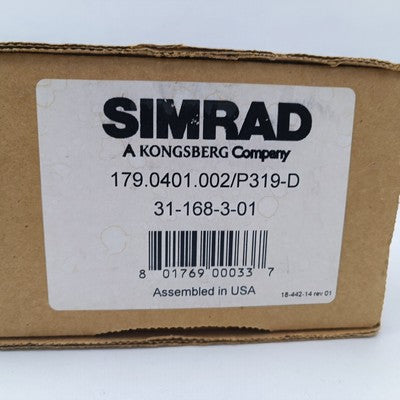 SIMRAD
A KONGSBERG Company
179.0401.002/P319-D
31-168-3-01
8 01769 00033 7
Assembled in USA
18-442-14 rev 01